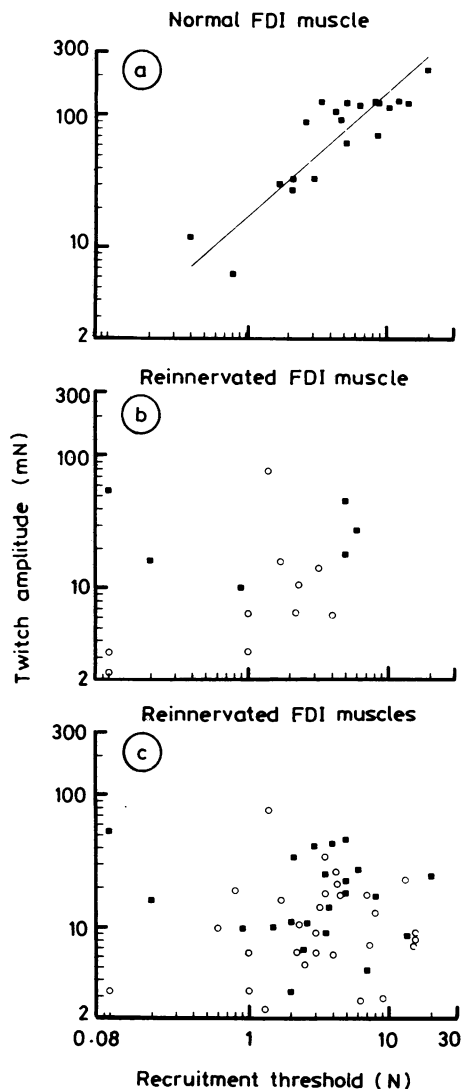 Normal FDI muscle
a
300
100
10
2
Reinnervated FDI muscle
b
300
100
10
2
Twitch amplitude (mN)
Reinnervated FDI muscles
c
300
100
10
2
0.08 1 10 30
Recruitment threshold (N)